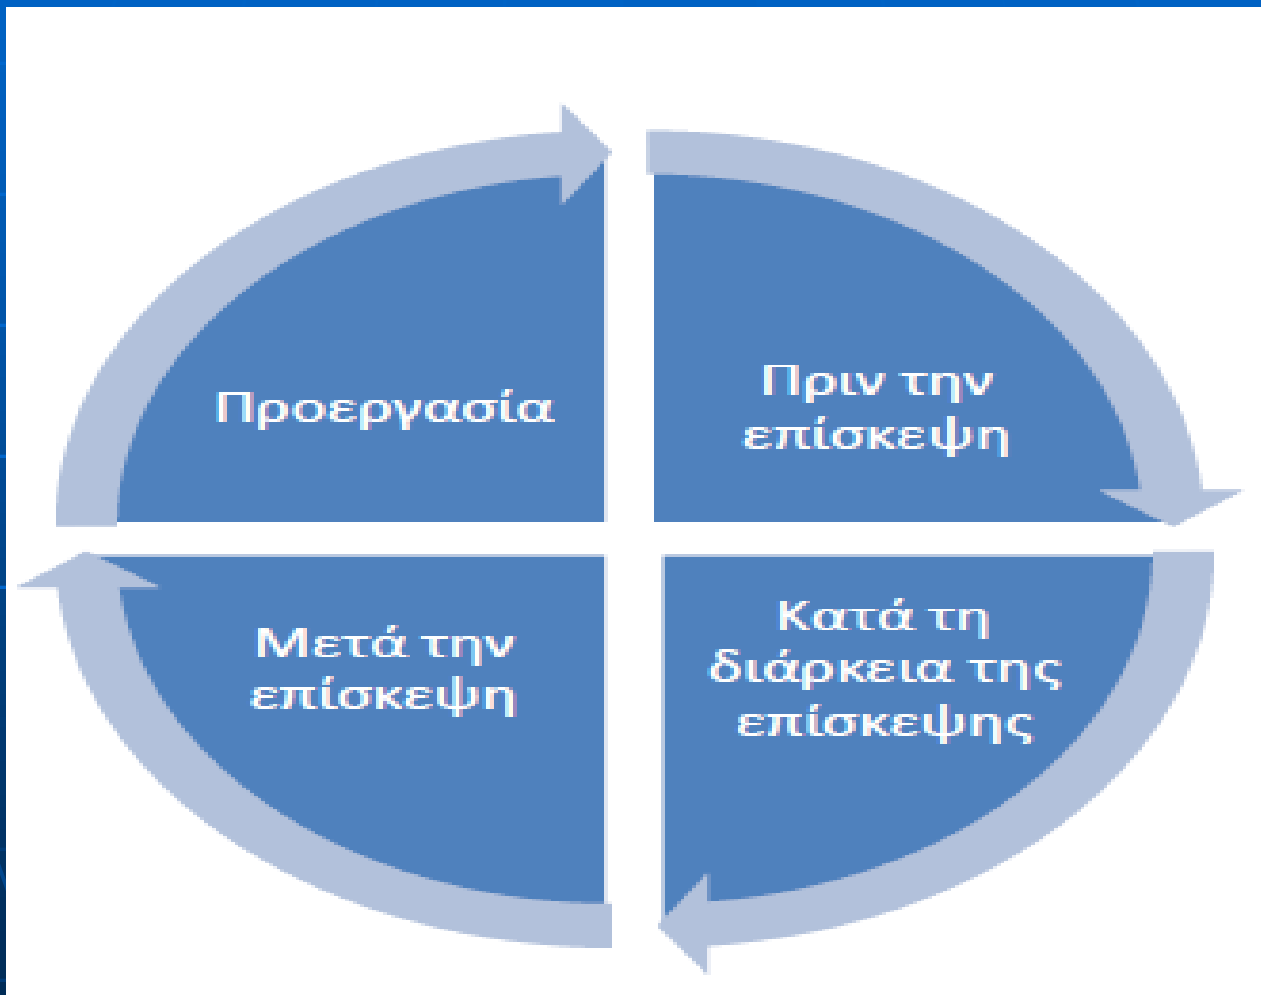 Προεργασία
Πριν την
επίσκεψη
Μετά την
επίσκεψη
Κατά τη
διάρκεια της
επίσκεψης